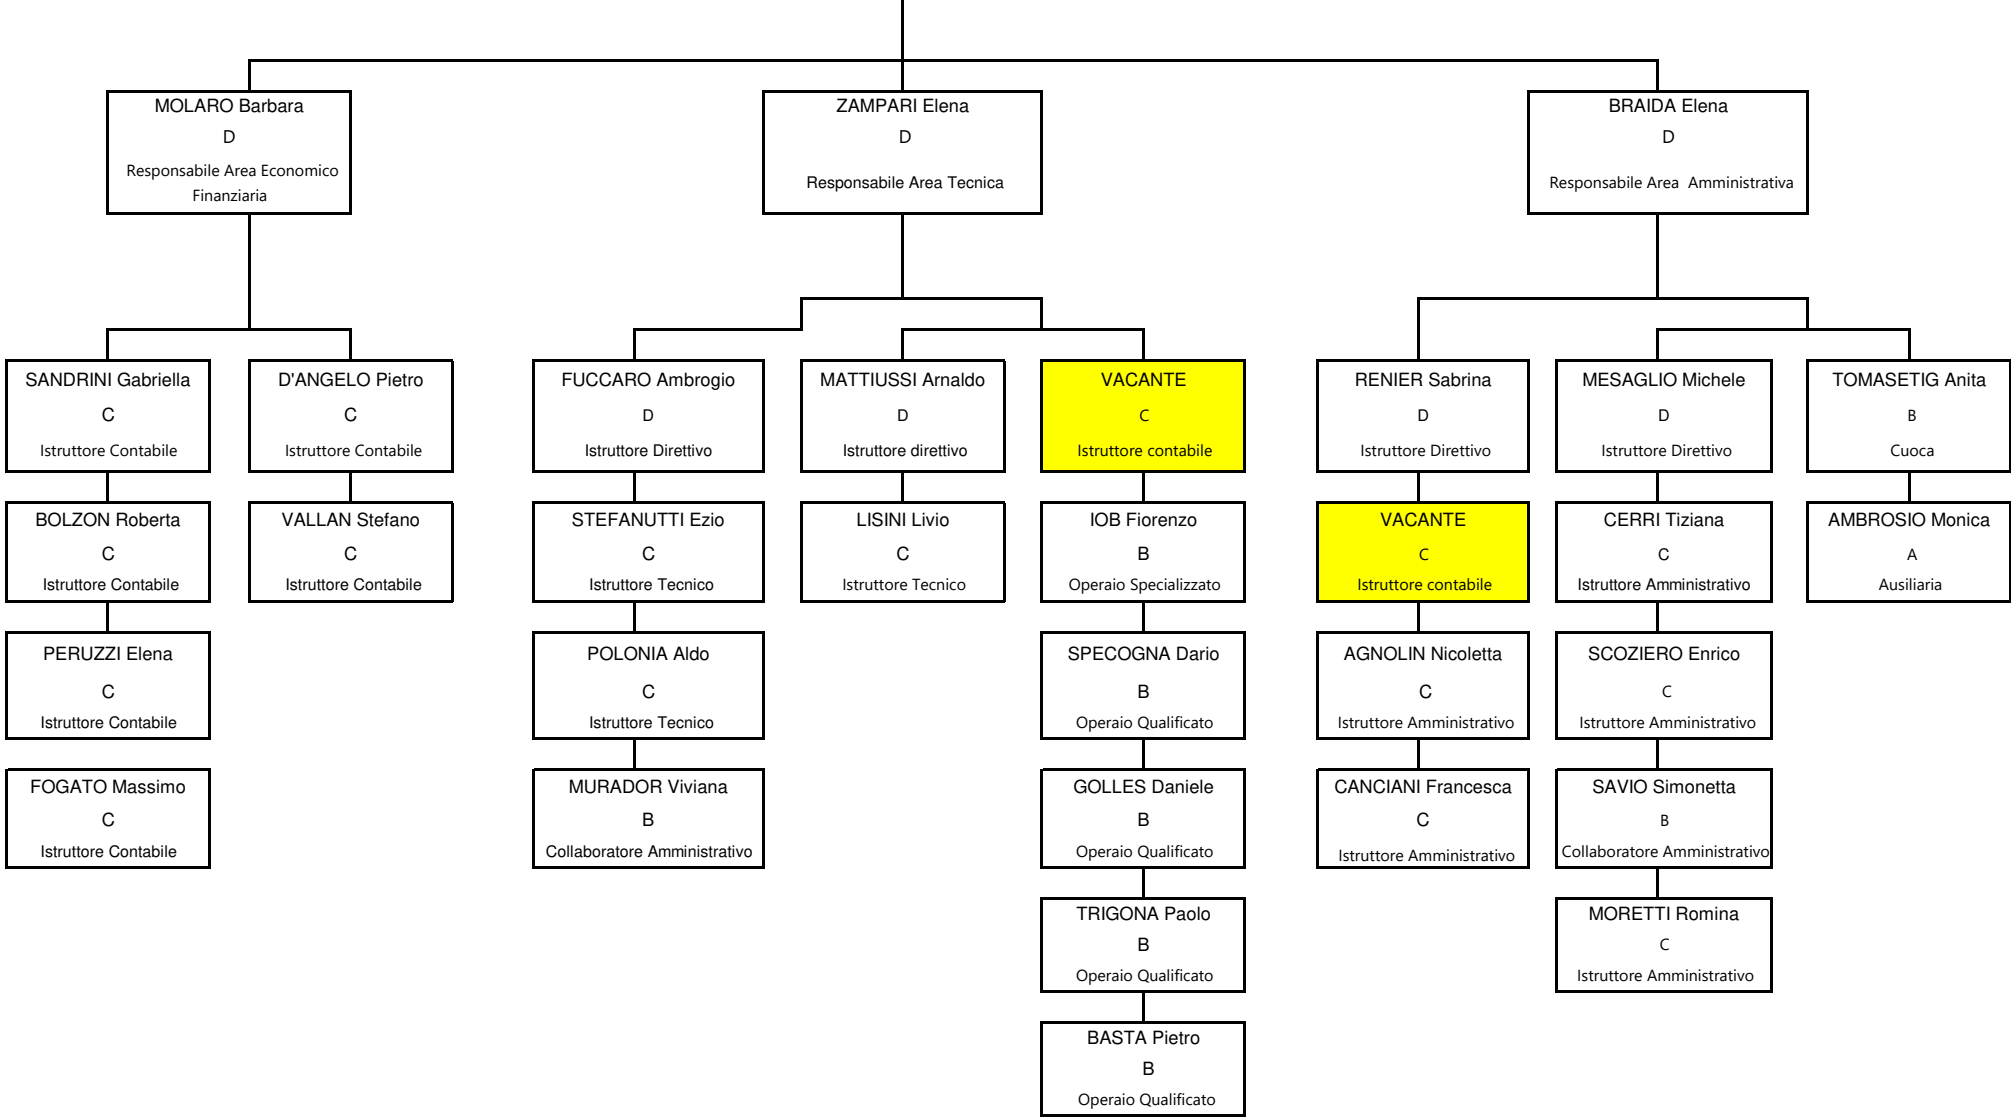 MOLARO Barbara
D
Responsabile Area Economico
Finanziaria
ZAMPARI Elena
D
Responsabile Area Tecnica
BRAIDA Elena
D
Responsabile Area  Amministrativa
SANDRINI Gabriella
C
Istruttore Contabile
D'ANGELO Pietro
C
Istruttore Contabile
FUCCARO Ambrogio
D
Istruttore Direttivo
MATTIUSSI Arnaldo
D
Istruttore direttivo
VACANTE
C
Istruttore contabile
RENIER Sabrina
D
Istruttore Direttivo
MESAGLIO Michele
D
Istruttore Direttivo
TOMASETIG Anita
B
Cuoca
BOLZON Roberta
C
Istruttore Contabile
VALLAN Stefano
C
Istruttore Contabile
STEFANUTTI Ezio
C
Istruttore Tecnico
LISINI Livio
C
Istruttore Tecnico
IOB Fiorenzo
B
Operaio Specializzato
VACANTE
C
Istruttore contabile
CERRI Tiziana
C
Istruttore Amministrativo
AMBROSIO Monica
A
Ausiliaria
PERUZZI Elena
C
Istruttore Contabile
POLONIA Aldo
C
Istruttore Tecnico
SPECOGNA Dario
B
Operaio Qualificato
AGNOLIN Nicoletta
C
Istruttore Amministrativo
SCOZIERO Enrico
C
Istruttore Amministrativo
FOGATO Massimo
C
Istruttore Contabile
MURADOR Viviana
B
Collaboratore Amministrativo
GOLLES Daniele
B
Operaio Qualificato
CANCIANI Francesca
C
Istruttore Amministrativo
SAVIO Simonetta
B
Collaboratore Amministrativo
TRIGONA Paolo
B
Operaio Qualificato
MORETTI Romina
C
Istruttore Amministrativo
BASTA Pietro
B
Operaio Qualificato